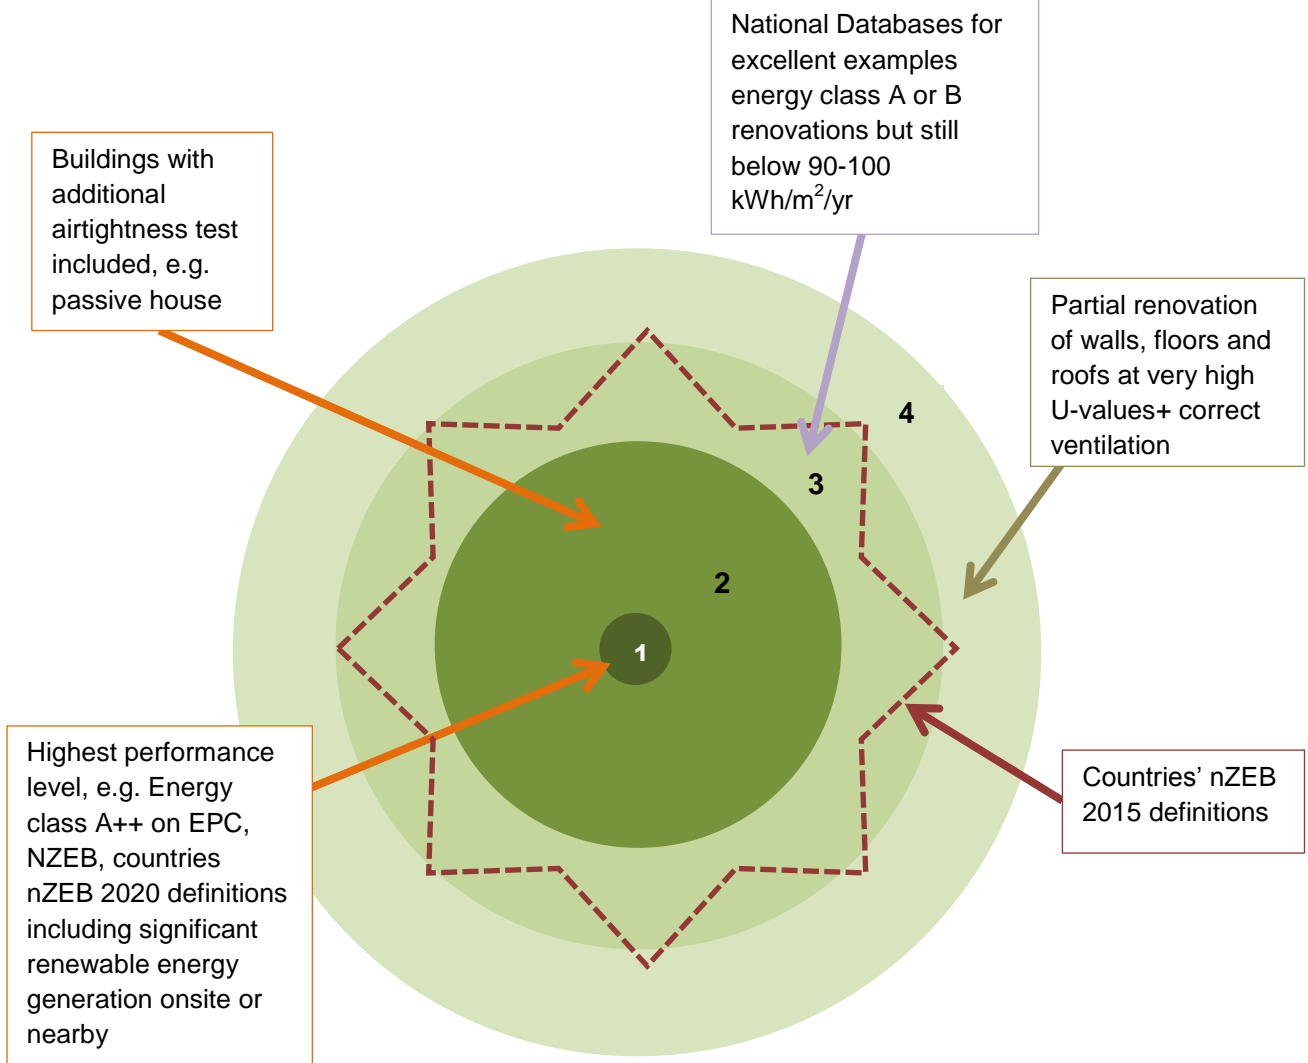 National Databases for
excellent examples
energy class A or B
renovations but still
below 90-100
kWh/m²/yr
Buildings with
additional
airtightness test
included, e.g.
passive house
Partial renovation
of walls, floors and
roofs at very high
U-values+ correct
ventilation
4
3
2
1
Highest performance
level, e.g. Energy
class A++ on EPC,
NZEB, countries
nZEB 2020 definitions
including significant
renewable energy
generation onsite or
nearby
Countries’ nZEB
2015 definitions